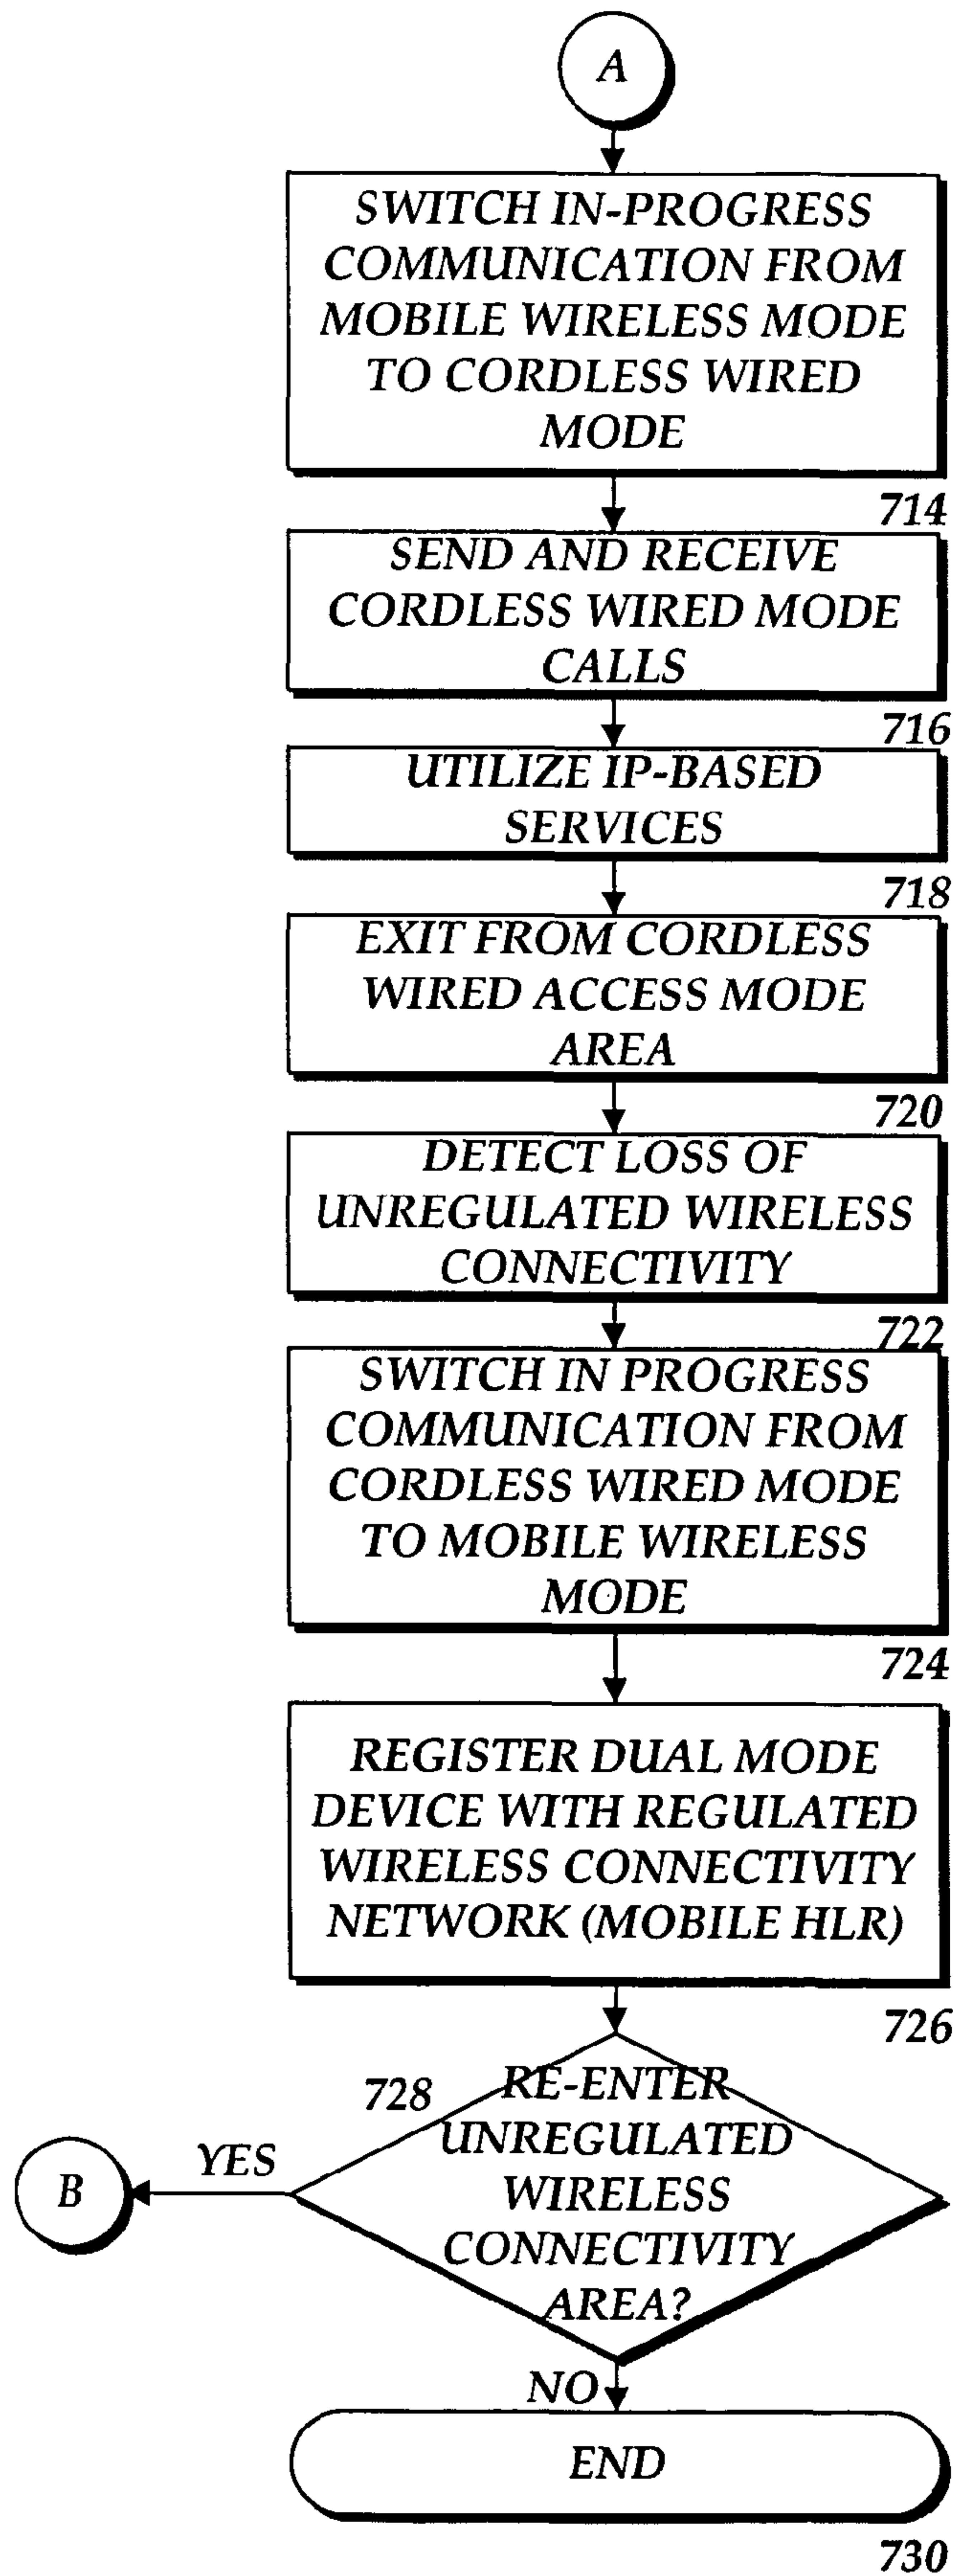 A
SWITCH IN-PROGRESS
COMMUNICATION FROM
MOBILE WIRELESS MODE
TO CORDLESS WIRED
MODE
714
SEND AND RECEIVE
CORDLESS WIRED MODE
CALLS
716
UTILIZE IP-BASED
SERVICES
718
EXIT FROM CORDLESS
WIRED ACCESS MODE
AREA
720
DETECT LOSS OF
UNREGULATED WIRELESS
CONNECTIVITY
722
SWITCH IN PROGRESS
COMMUNICATION FROM
CORDLESS WIRED MODE
TO MOBILE WIRELESS
MODE
724
REGISTER DUAL MODE
DEVICE WITH REGULATED
WIRELESS CONNECTIVITY
NETWORK (MOBILE HLR)
726
728
RE-ENTER
UNREGULATED
WIRELESS
CONNECTIVITY
AREA?
YES
B
NO
END
730